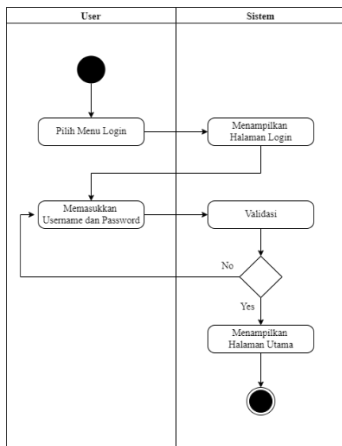 User
Sistem
Pilih Menu Login
Menampilkan
Halaman Login
Memasukkan
Username dan Password
Validasi
No
Yes
Menampilkan
Halaman Utama